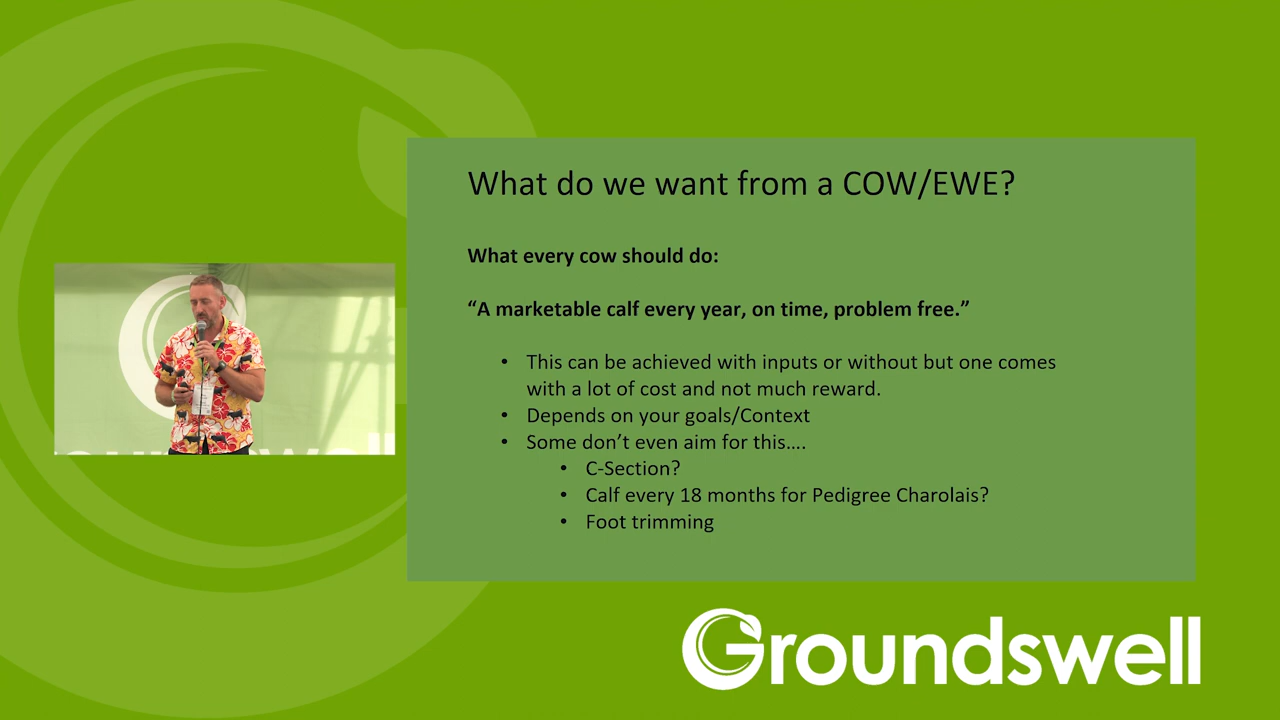 What do we want from a COW/EWE?
What every cow should do:
“A marketable calf every year, on time, problem free.”
• This can be achieved with inputs or without but one comes
with a lot of cost and not much reward.
• Depends on your goals/Context
• Some don’t even aim for this....
• C-Section?
• Calf every 18 months for Pedigree Charolais?
• Foot trimming
roundswell
Groundswell